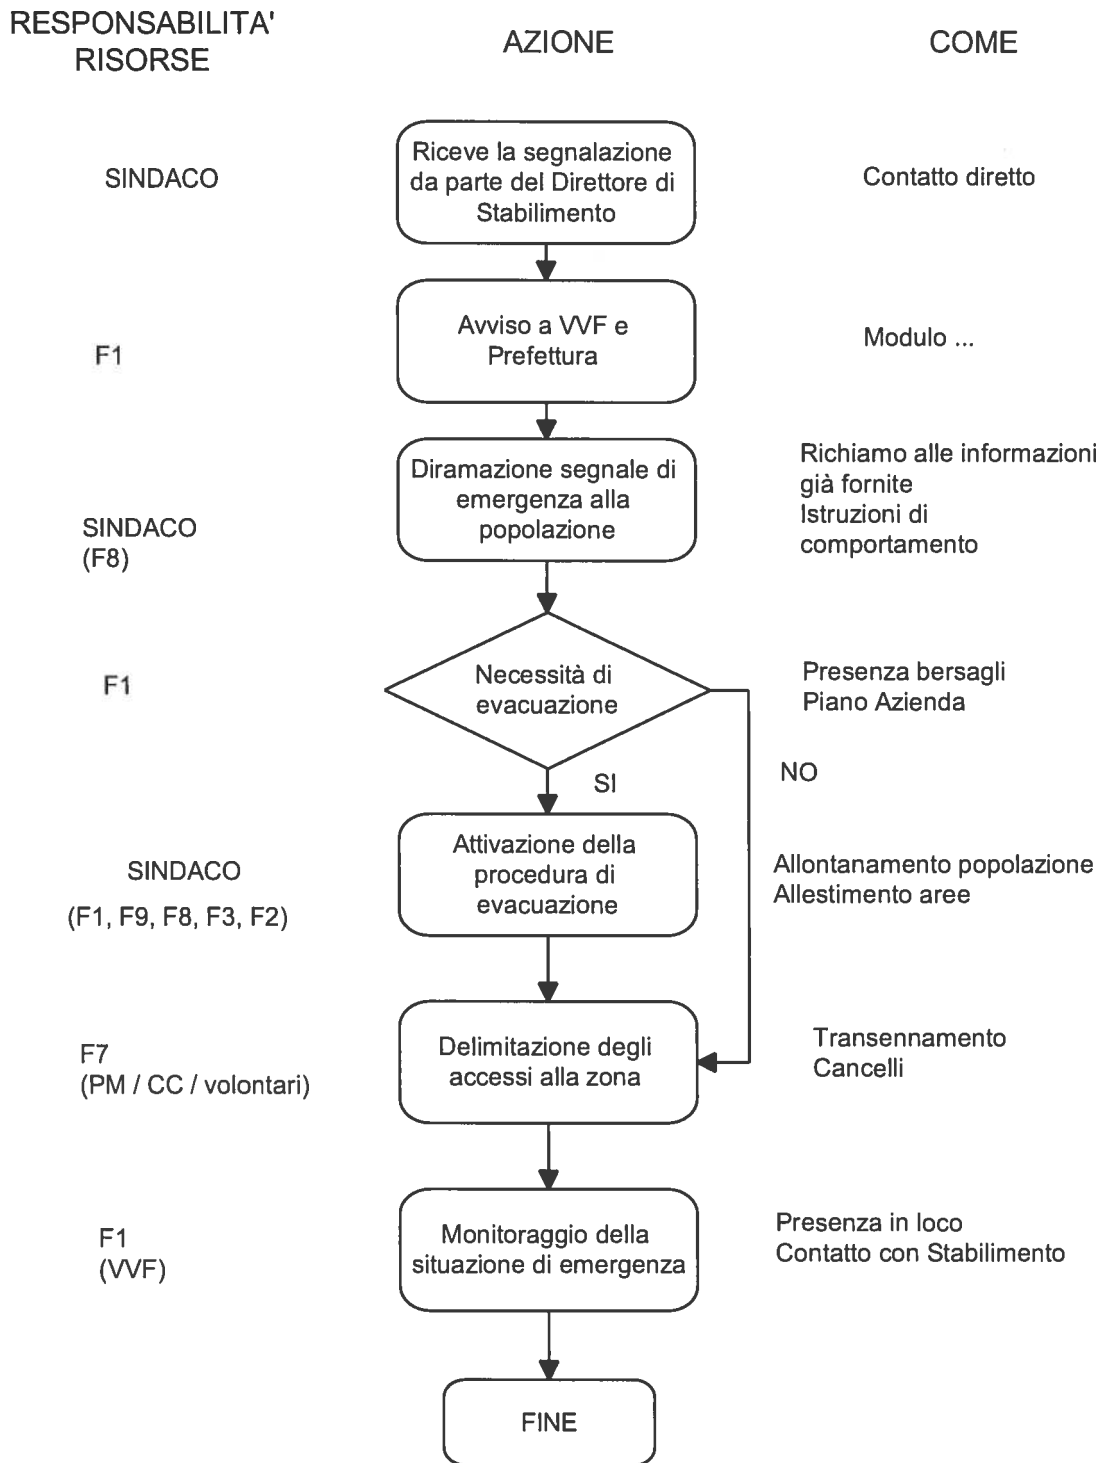 RESPONSABILITA'
RISORSE
AZIONE
COME
SINDACO
Riceve la segnalazione
da parte del Direttore di
Stabilimento
Contatto diretto
F1
Avviso a VVF e
Prefettura
Modulo ...
SINDACO
(F8)
Diramazione segnale di
emergenza alla
popolazione
Richiamo alle informazioni
già fornite
Istruzioni di
comportamento
F1
Necessità di
evacuazione
Presenza bersagli
Piano Azienda
SI
NO
SINDACO
(F1, F9, F8, F3, F2)
Attivazione della
procedura di
evacuazione
Allontanamento popolazione
Allestimento aree
F7
(PM / CC / volontari)
Delimitazione degli
accessi alla zona
Transennamento
Cancelli
F1
(VVF)
Monitoraggio della
situazione di emergenza
Presenza in loco
Contatto con Stabilimento
FINE